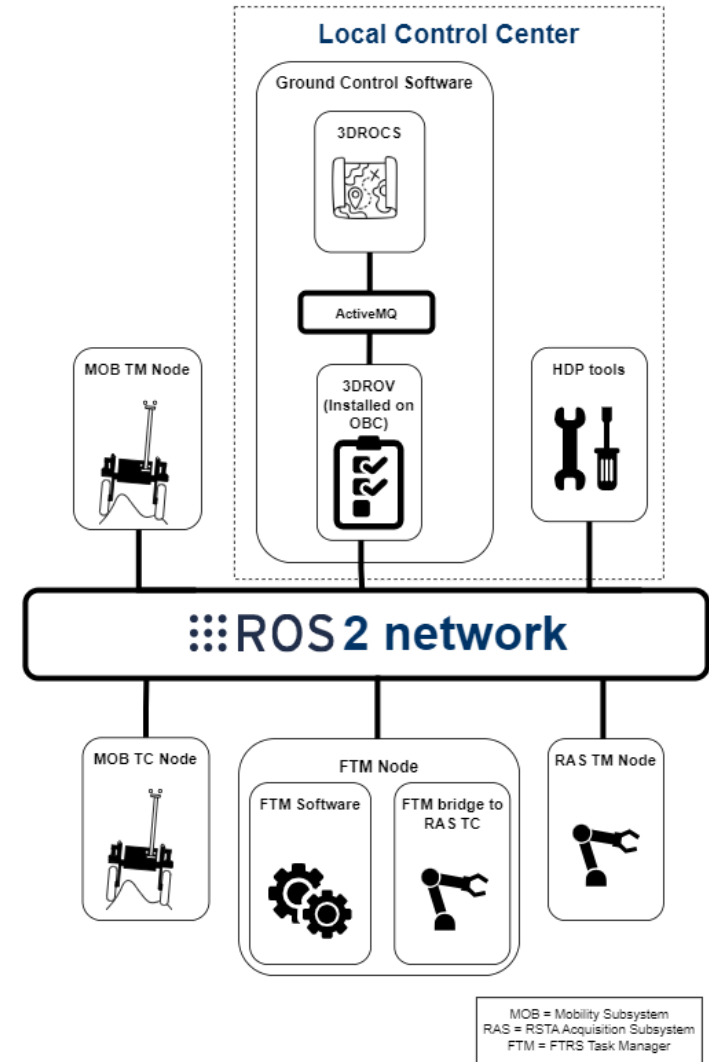 Local Control Center
Ground Control Software
3DROCS
ActiveMQ
MOB TM Node
3DROV
(Installed on
OBC)
HDP tools
ROS 2 network
MOB TC Node
FTM Node
RAS TM Node
FTM Software
FTM bridge to
RAS TC
MOB = Mobility Subsystem
RAS = RSTA Acquisition Subsystem
FTM = FTRS Task Manager